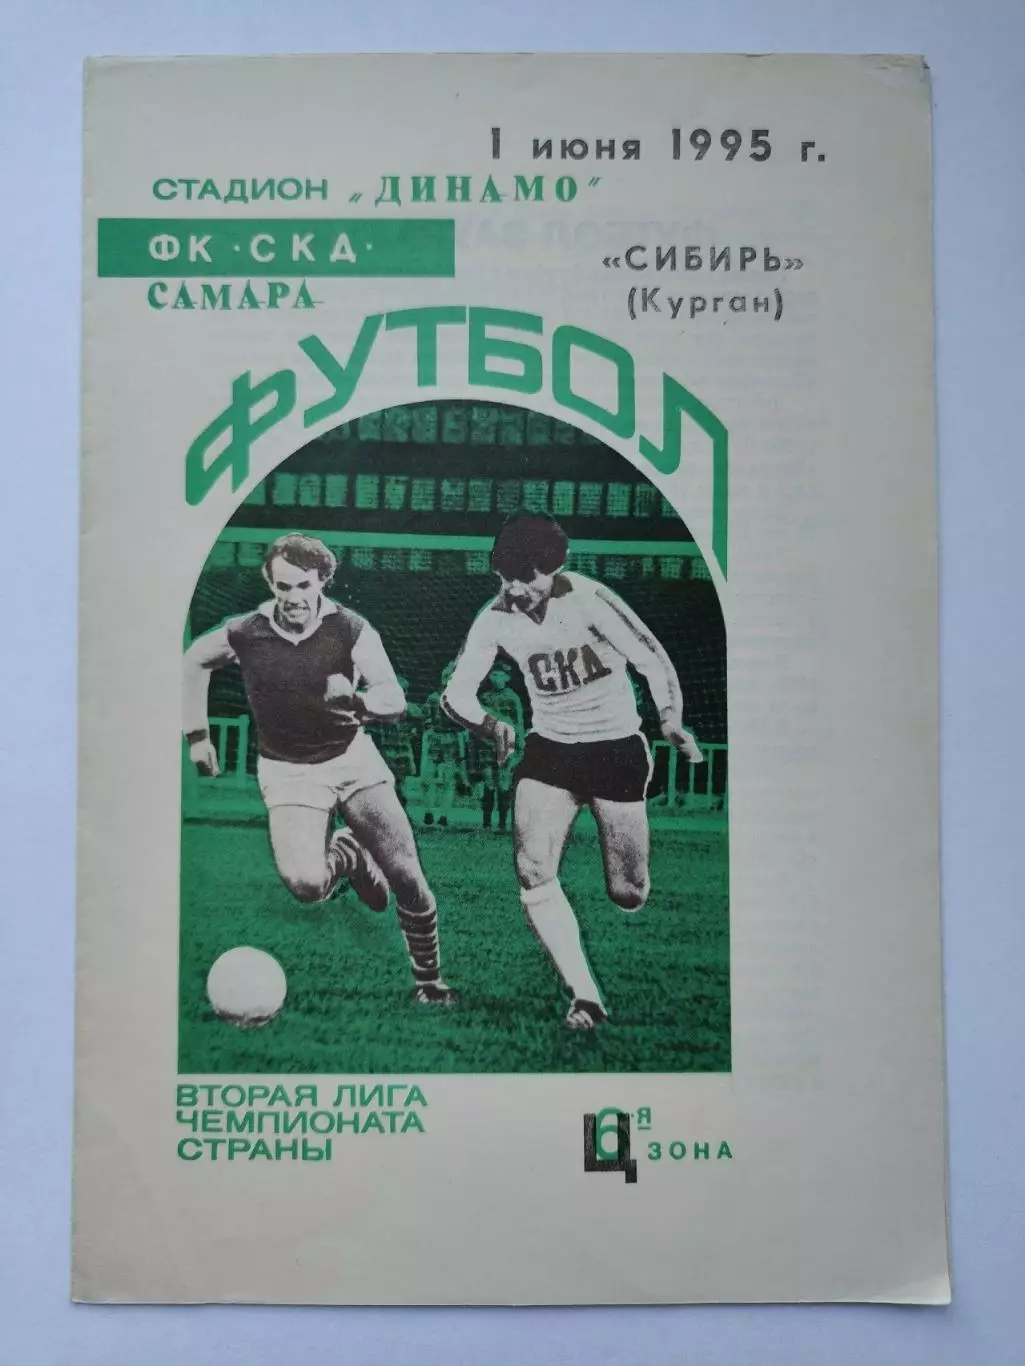 1 июня 1995 г.
СТАДИОН „ДИНАМО“
ФК·СКД·
САМАРА
«СИБИРЬ»
(Курган)
ФУТБОЛ
СКД
ВТОРАЯ ЛИГА
ЧЕМПИОНАТА
СТРАНЫ
6-Я
Ц ЗОНА